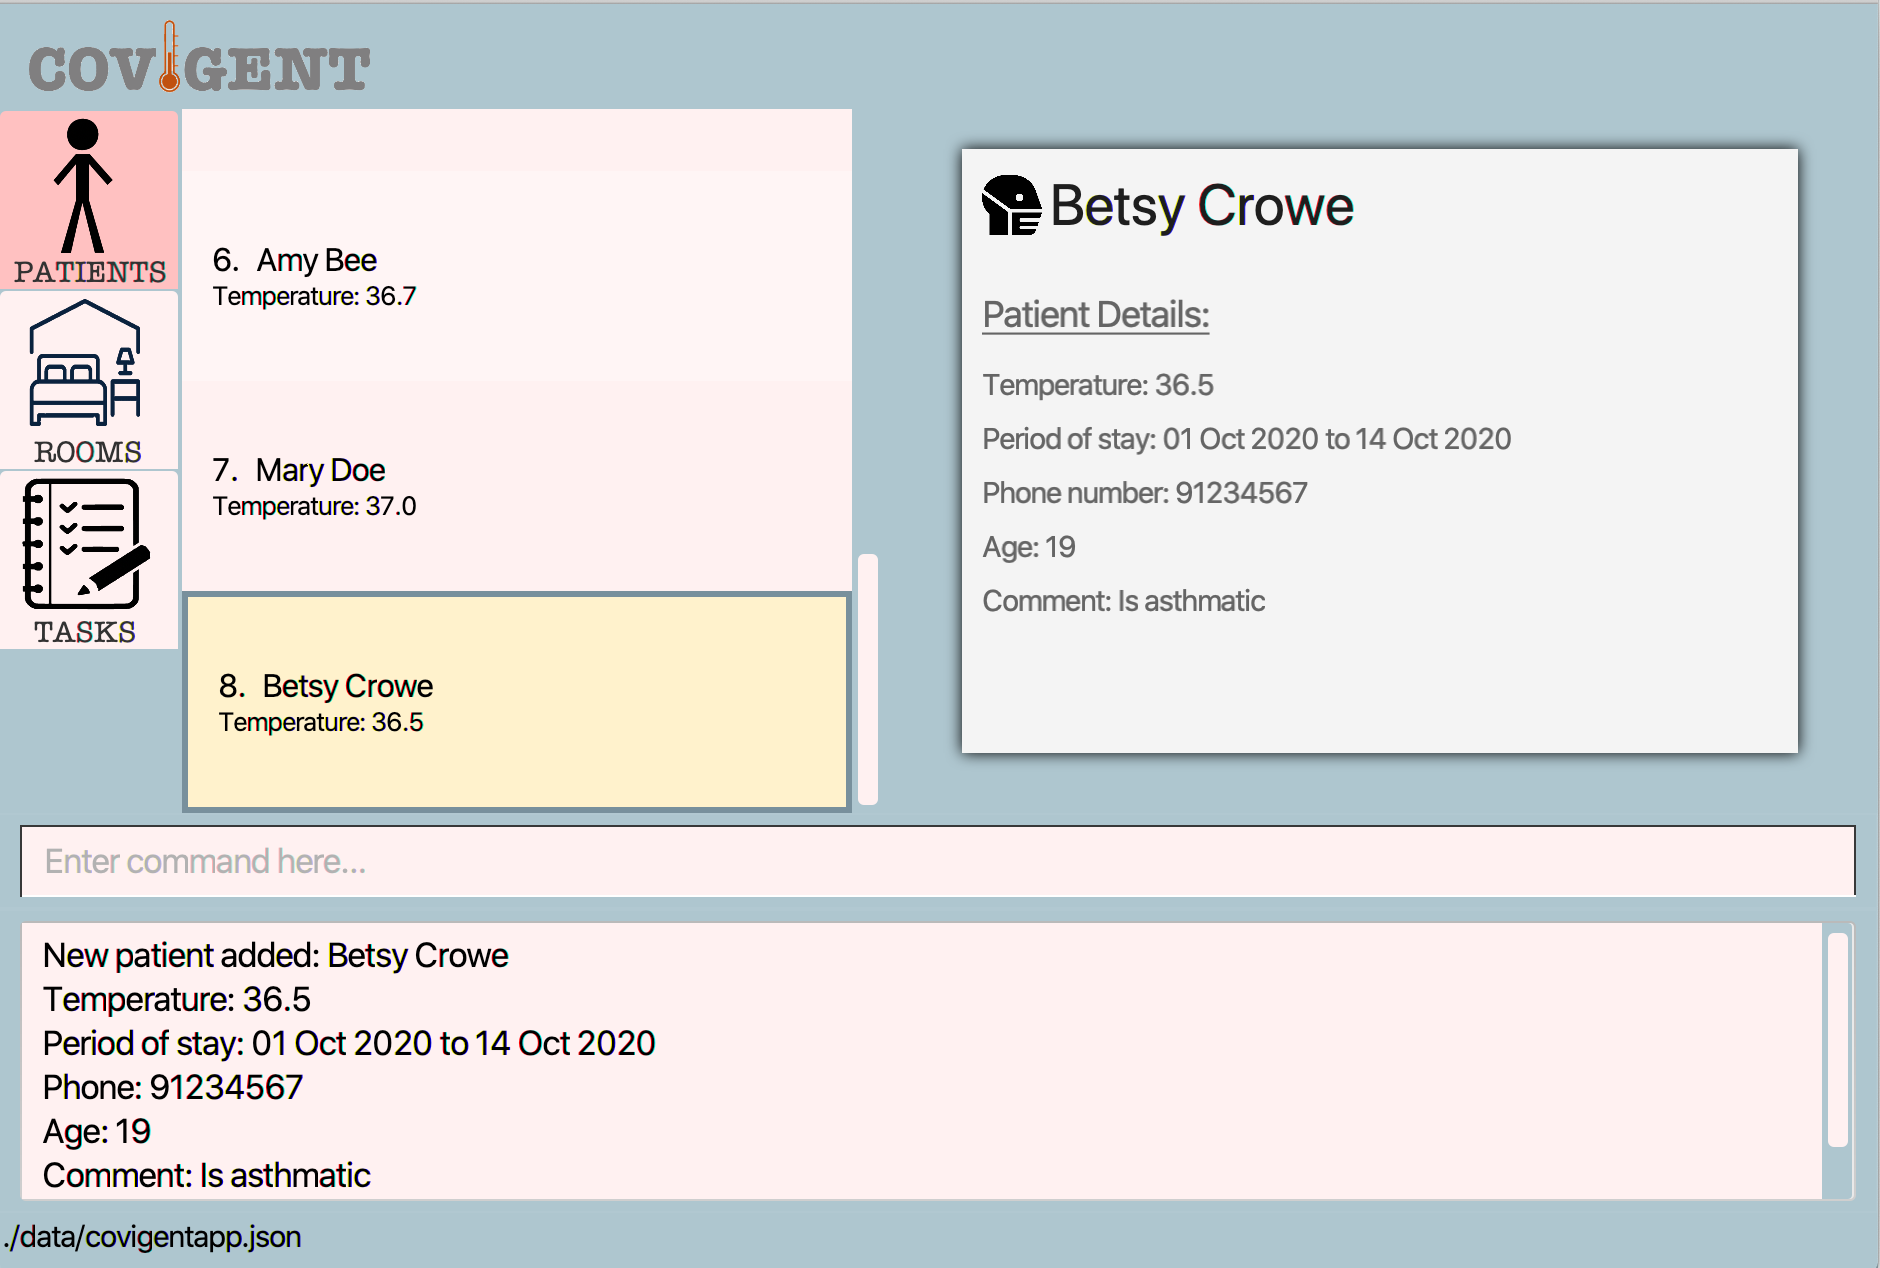 COVIGENT
PATIENTS
ROOMS
TASKS
6. Amy Bee
Temperature: 36.7
7. Mary Doe
Temperature: 37.0
8. Betsy Crowe
Temperature: 36.5
Betsy Crowe
Patient Details:
Temperature: 36.5
Period of stay: 01 Oct 2020 to 14 Oct 2020
Phone number: 91234567
Age: 19
Comment: Is asthmatic
Enter command here...
New patient added: Betsy Crowe
Temperature: 36.5
Period of stay: 01 Oct 2020 to 14 Oct 2020
Phone: 91234567
Age: 19
Comment: Is asthmatic
./data/covigentapp.json